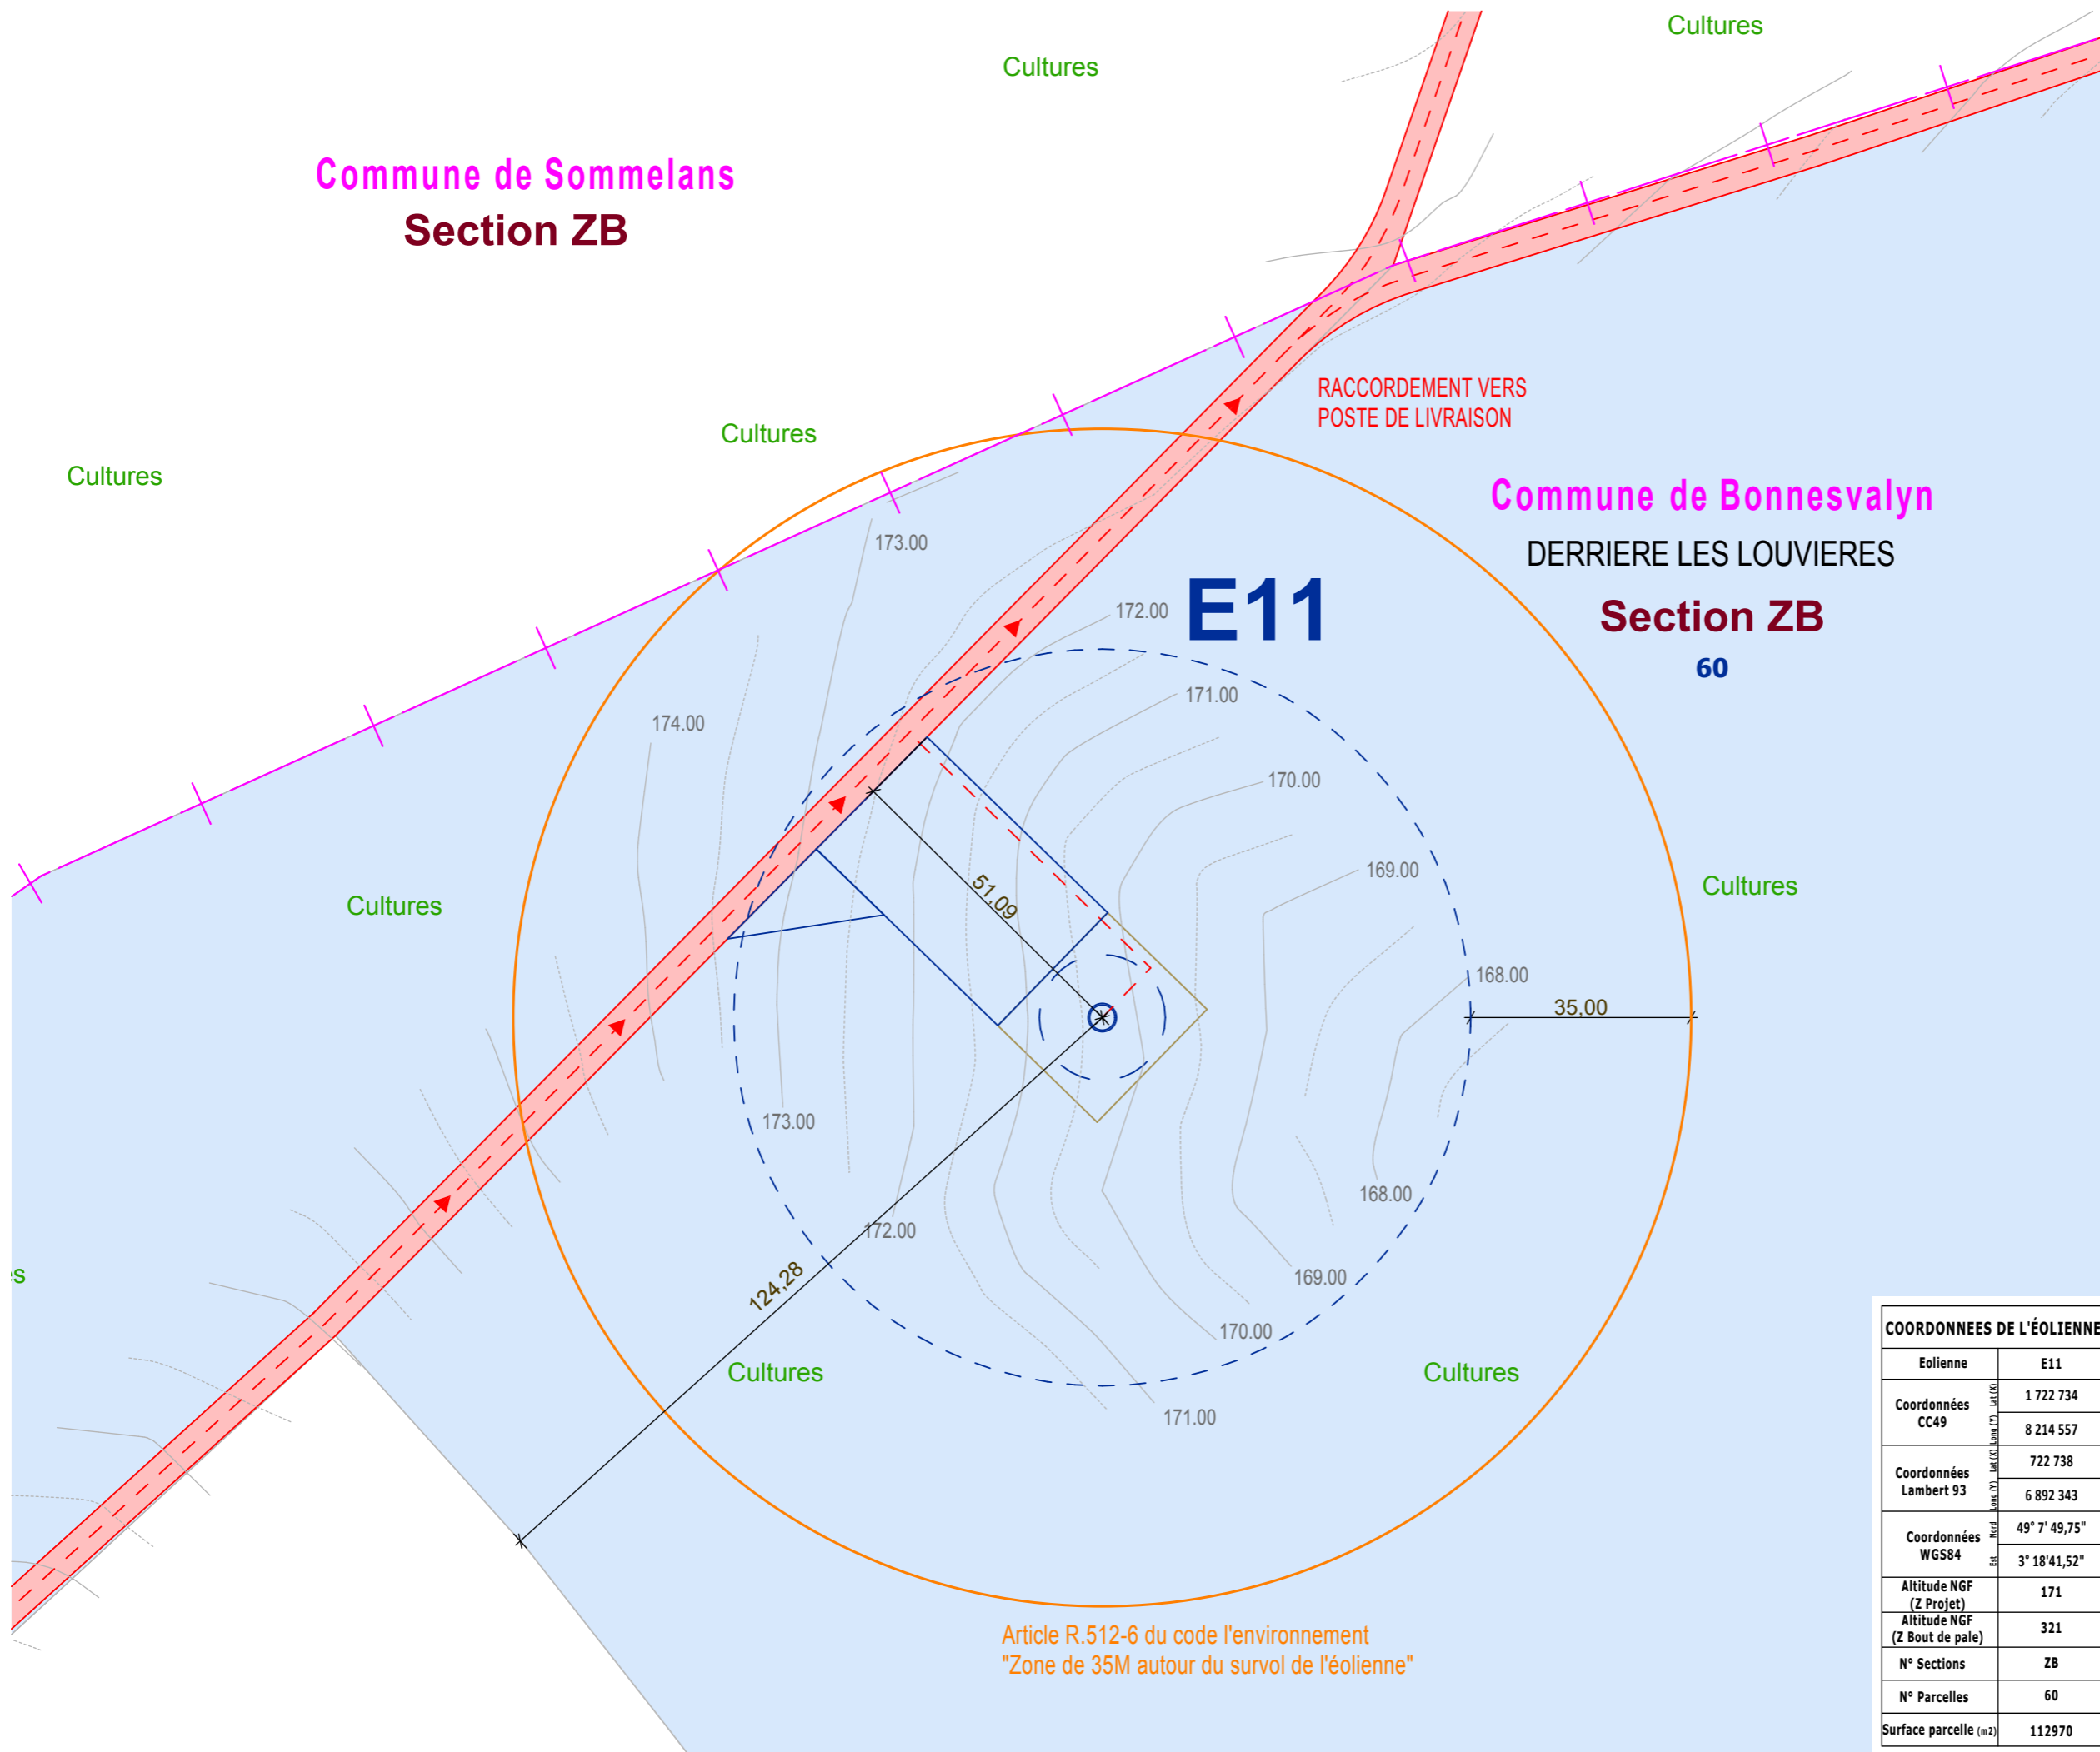 Cultures
Cultures
Commune de Sommelans
Section ZB
RACCORDEMENT VERS
POSTE DE LIVRAISON
Cultures
Cultures
Commune de Bonnesvalyn
DERRIERE LES LOUVIERES
Section ZB
60
E11
173.00
172.00
171.00
174.00
170.00
169.00
51,09
Cultures
Cultures
168.00
35,00
173.00
168.00
172.00
124,28
169.00
170.00
Cultures
Cultures
171.00
Article R.512-6 du code l'environnement
"Zone de 35M autour du survol de l'éolienne"
COORDONNEES DE L'ÉOLIENNE
Eolienne E11
Coordonnées CC49
Lat (X) 1 722 734
Long (Y) 8 214 557
Coordonnées Lambert 93
Lat (X) 722 738
Long (Y) 6 892 343
Coordonnées WGS84
Nord 49° 7' 49,75"
Est 3° 18'41,52"
Altitude NGF (Z Projet) 171
Altitude NGF (Z Bout de pale) 321
N° Sections ZB
N° Parcelles 60
Surface parcelle (m2) 112970